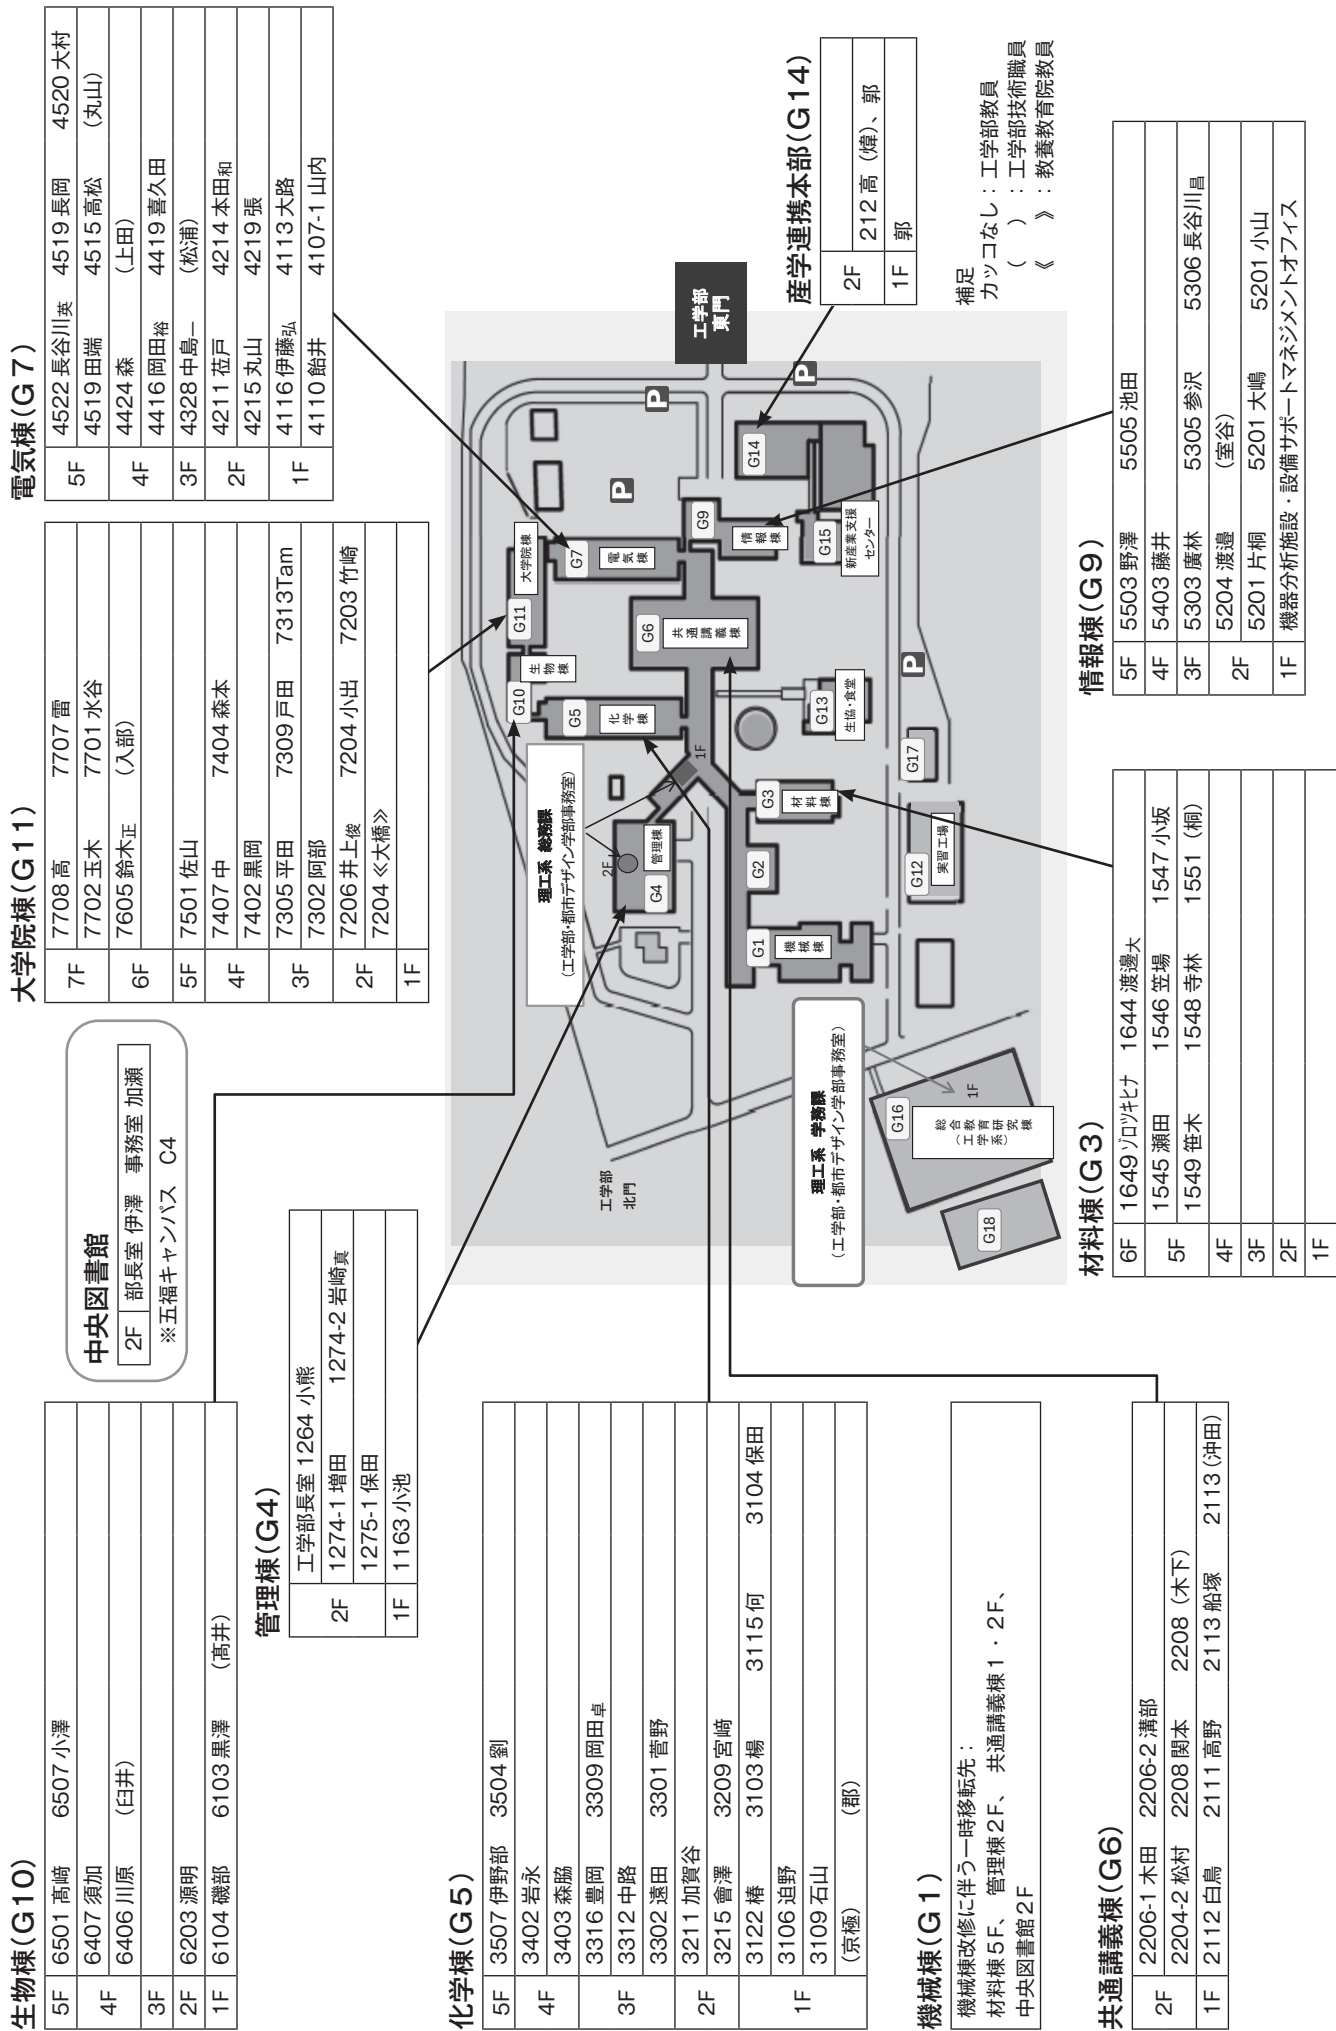 生物棟(G10)
5F 6501 髙﨑 6507 小澤
4F 6407 須加
6406 川原 (臼井)
3F
2F 6203 源明
1F 6104 磯部 6103 黒澤 (髙井)
中央図書館
2F 部長室 伊澤 事務室 加瀬
※五福キャンパス C4
大学院棟(G11)
7F 7708 高 7707 雷
7702 玉木 7701 水谷
6F 7605 鈴木正 (入部)
5F 7501 佐山
4F 7407 中 7404 森本
7402 黒岡
3F 7305 平田 7309 戸田 7313Tam
7302 阿部
2F 7206 井上俊 7204 小出 7203 竹崎
7204 《大橋》
1F
電気棟(G7)
5F 4522 長谷川英 4519 長岡 4520 大村
4519 田端 4515 高松 (丸山)
4F 4424 森 (上田)
4416 岡田裕 4419 喜久田
3F 4328 中島一 (松浦)
2F 4211 莅戸 4214 本田和
4215 丸山 4219 張
1F 4116 伊藤弘 4113 大路
4110 飴井 4107-1 山内
管理棟(G4)
2F 工学部長室 1264 小熊
1274-1 増田 1274-2 岩崎真
1275-1 保田
1F 1163 小池
化学棟(G5)
5F 3507 伊野部 3504 劉
4F 3402 岩永
3403 森脇
3F 3316 豊岡 3309 岡田卓
3312 中路
3302 遠田 3301 菅野
2F 3211 加賀谷
3215 會澤 3209 宮﨑
1F 3122 椿 3103 楊 3115 何 3104 保田
3106 迫野
3109 石山
(京極) (郡)
機械棟(G1)
機械棟改修に伴う一時移転先：
材料棟5F、管理棟2F、共通講義棟1・2F、
中央図書館2F
共通講義棟(G6)
2F 2206-1 木田 2206-2 溝部
2204-2 松村 2208 関本 2208 (木下)
1F 2112 白鳥 2111 高野 2113 船塚 2113 (沖田)
理工系 総務課
(工学部・都市デザイン学部事務室)
理工系 学務課
(工学部・都市デザイン学部事務室)
工学部
北門
工学部
東門
G1
機械棟
G2
G3
材料棟
G4
管理棟
2F
1F
G5
化学棟
G6
共通講義棟
G7
電気棟
G9
情報棟
G10
生物棟
G11
大学院棟
G12
実習工場
G13
生協・食堂
G14
G15
新産業支援
センター
G16
総合教育研究棟
(工学系)
1F
G17
G18
P
P
P
P
P
産学連携本部(G14)
2F
212 高 (煒)、郭
1F 郭
補足
カッコなし：工学部教員
( )：工学部技術職員
《 》：教養教育院教員
材料棟(G3)
6F 1649 ゾロツキヒナ 1644 渡邊大
5F 1545 瀬田 1546 笠場 1547 小坂
1549 笹木 1548 寺林 1551 (桐)
4F
3F
2F
1F
情報棟(G9)
5F 5503 野澤 5505 池田
4F 5403 藤井
3F 5303 廣林 5305 参沢 5306 長谷川昌
2F 5204 渡邉 (室谷)
5201 片桐 5201 大嶋 5201 小山
1F 機器分析施設・設備サポートマネジメントオフィス